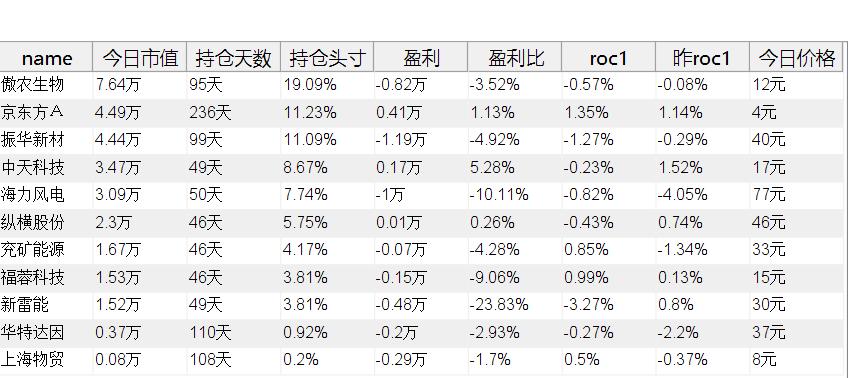 name 今日市值 持仓天数 持仓头寸 盈利 盈利比 roc1 昨roc1 今日价格
傲农生物 7.64万 95天 19.09% -0.82万 -3.52% -0.57% -0.08% 12元
京东方A 4.49万 236天 11.23% 0.41万 1.13% 1.35% 1.14% 4元
振华新材 4.44万 99天 11.09% -1.19万 -4.92% -1.27% -0.29% 40元
中天科技 3.47万 49天 8.67% 0.17万 5.28% -0.23% 1.52% 17元
海力风电 3.09万 50天 7.74% -1万 -10.11% -0.82% -4.05% 77元
纵横股份 2.3万 46天 5.75% 0.01万 0.26% -0.43% 0.74% 46元
兖矿能源 1.67万 46天 4.17% -0.07万 -4.28% 0.85% -1.34% 33元
福蓉科技 1.53万 46天 3.81% -0.15万 -9.06% 0.99% 0.13% 15元
新雷能 1.52万 49天 3.81% -0.48万 -23.83% -3.27% 0.8% 30元
华特达因 0.37万 110天 0.92% -0.2万 -2.93% -0.27% -2.2% 37元
上海物贸 0.08万 108天 0.2% -0.29万 -1.7% 0.5% -0.37% 8元